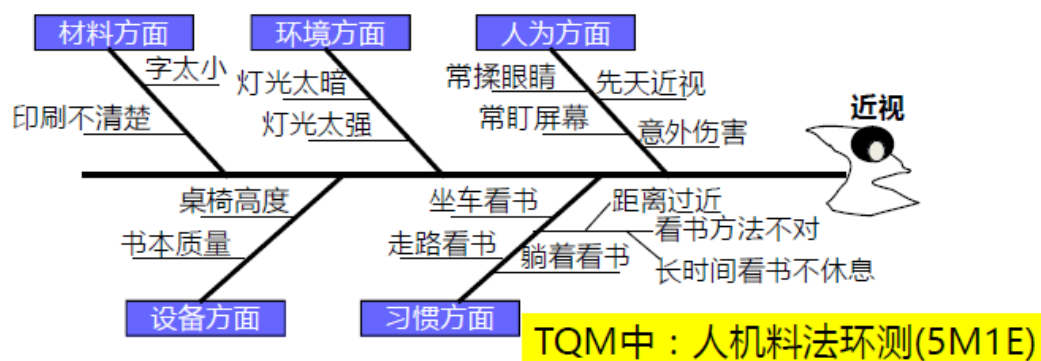 材料方面
环境方面
人为方面
字太小
印刷不清楚
灯光太暗
灯光太强
常揉眼睛
先天近视
常盯屏幕
意外伤害
近视
桌椅高度
书本质量
坐车看书
走路看书
躺着看书
距离过近
看书方法不对
长时间看书不休息
设备方面
习惯方面
TQM中：人机料法环测(5M1E)